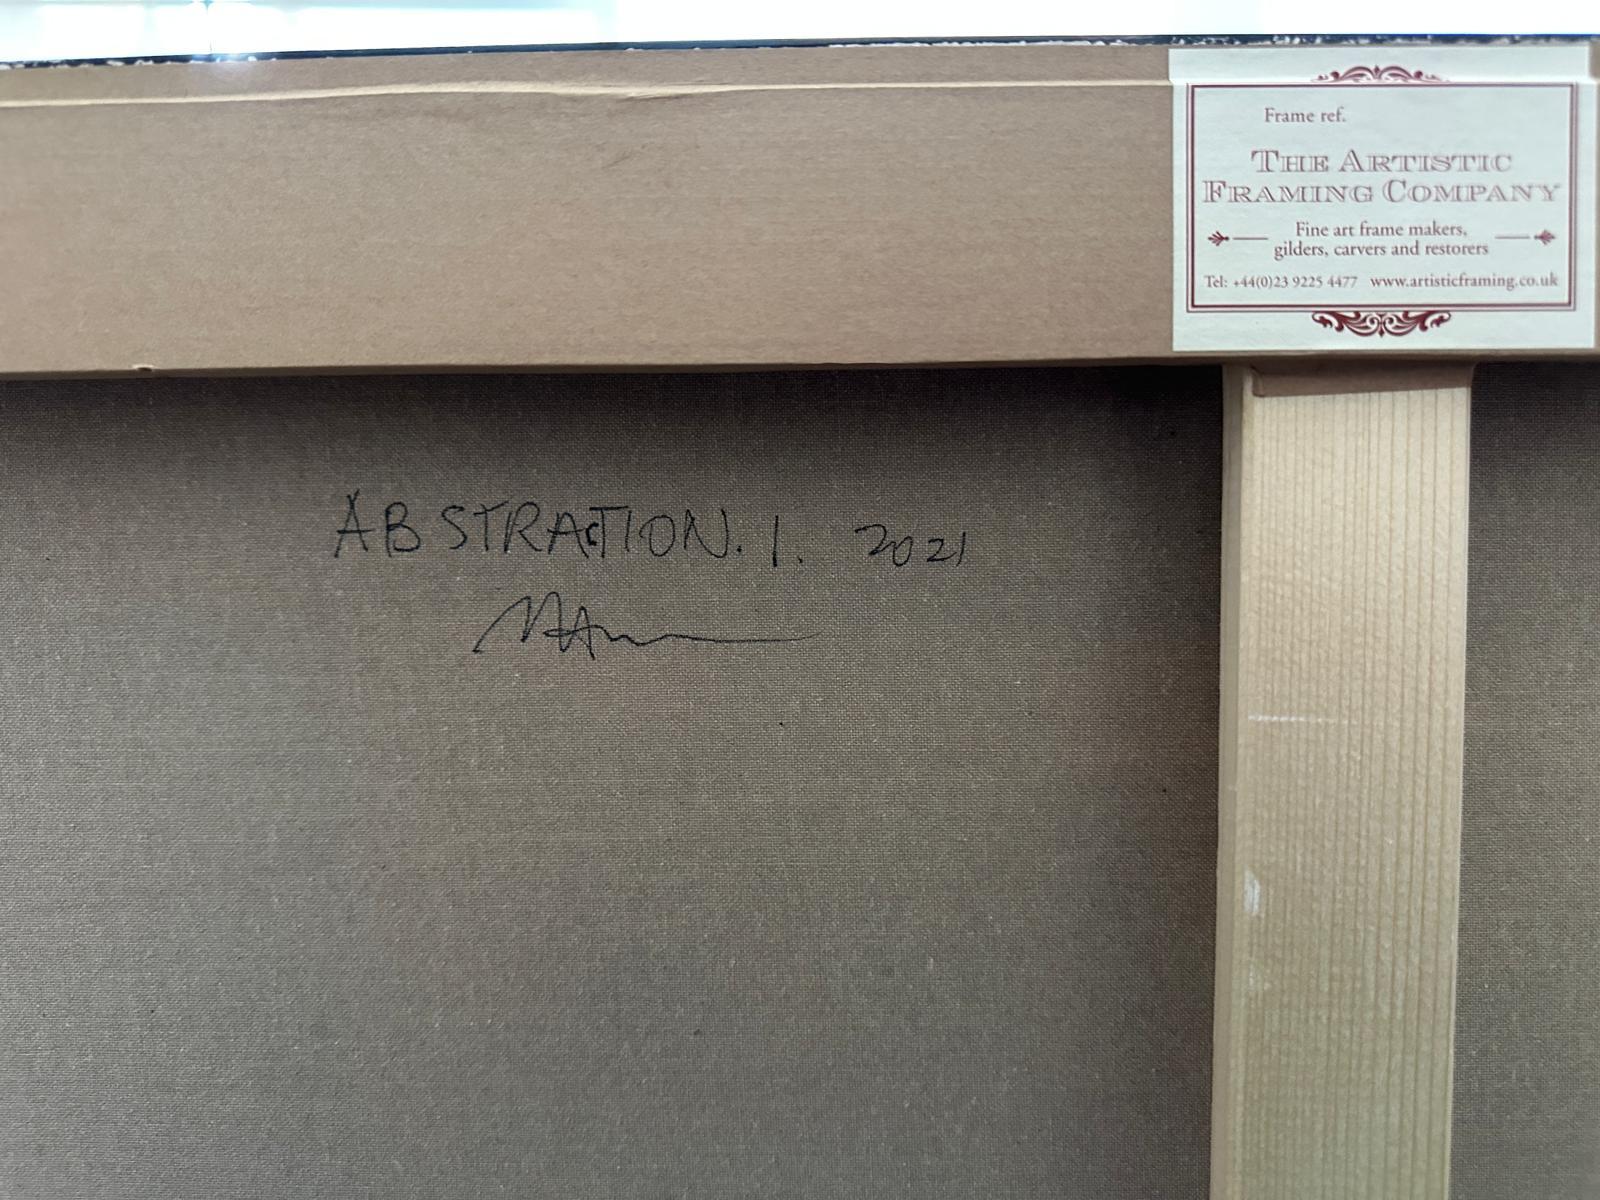 Frame ref.
THE ARTISTIC
FRAMING COMPANY
Fine art frame makers,
gilders, carvers and restorers
Tel: +44(0)23 9225 4477 www.artisticframing.co.uk
ABSTRACTION. 1. 2021